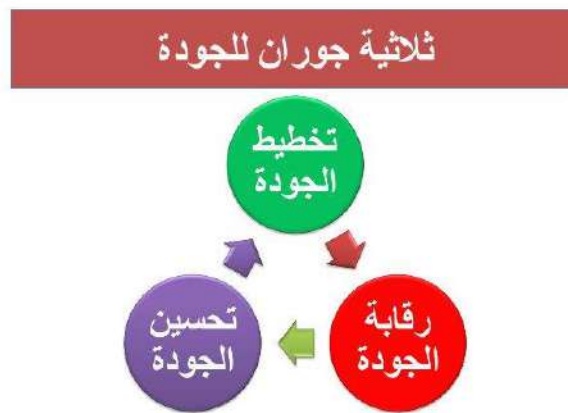 ثلاثية جوران للجودة
تخطيط
الجودة
رقابة
الجودة
تحسين
الجودة